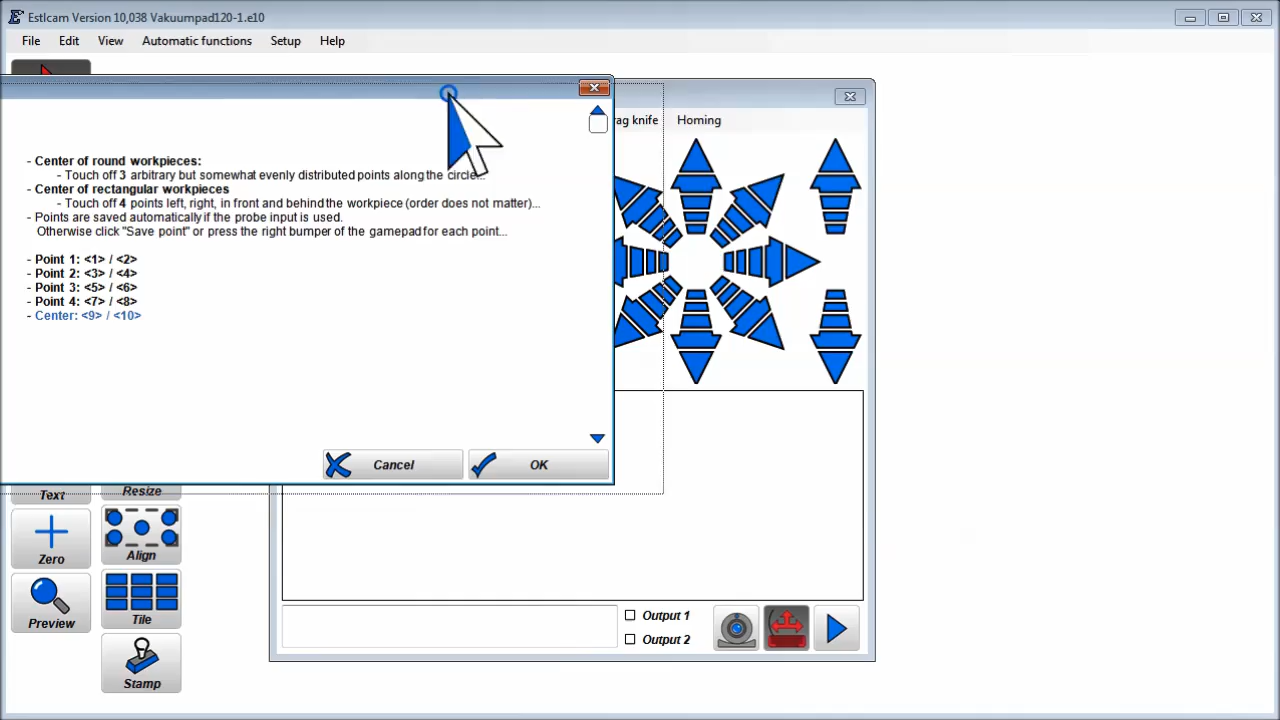 Estlcam Version 10,038 Vakuumpad120-1.e10
File Edit View Automatic functions Setup Help
rag knife Homing
- Center of round workpieces:
- Touch off 3 arbitrary but somewhat evenly distributed points along the circle...
- Center of rectangular workpieces
- Touch off 4 points left, right, in front and behind the workpiece (order does not matter)...
- Points are saved automatically if the probe input is used.
Otherwise click "Save point" or press the right bumper of the gamepad for each point...
- Point 1: <1> / <2>
- Point 2: <3> / <4>
- Point 3: <5> / <6>
- Point 4: <7> / <8>
- Center: <9> / <10>
Cancel OK
Text Resize
Zero Align
Preview Tile
Stamp
Output 1
Output 2